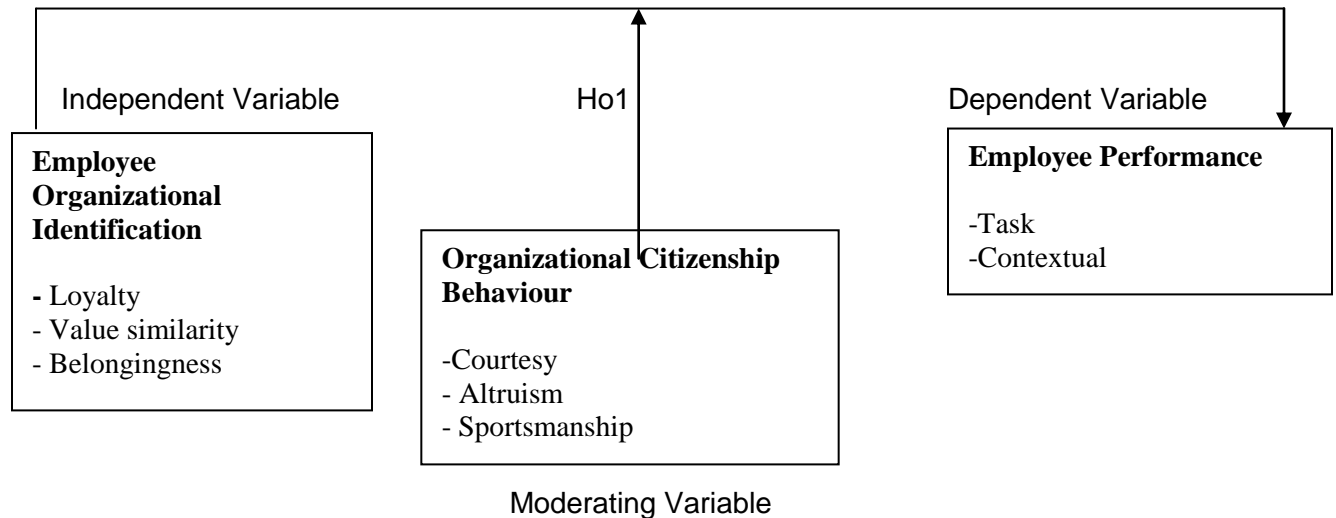 Independent Variable
Ho1
Dependent Variable
Employee
Organizational
Identification
- Loyalty
- Value similarity
- Belongingness
Organizational Citizenship
Behaviour
-Courtesy
- Altruism
- Sportsmanship
Employee Performance
-Task
-Contextual
Moderating Variable